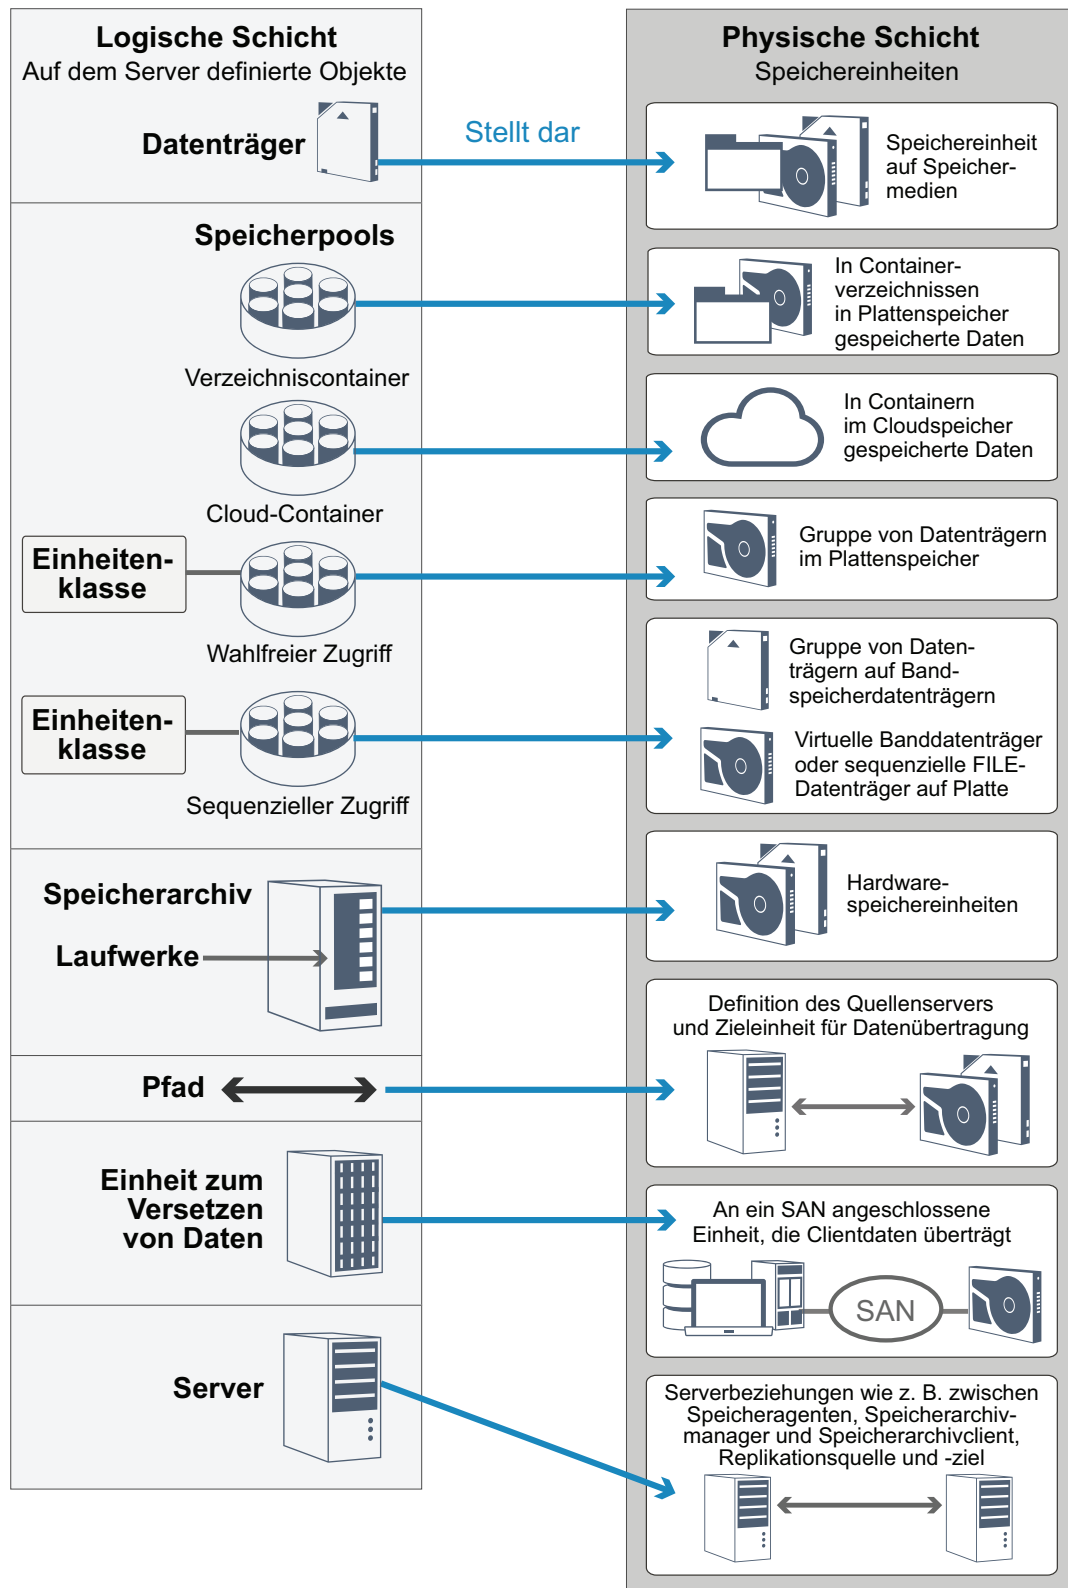 Logische Schicht
Auf dem Server definierte Objekte
Datenträger
Speicherpools
Verzeichniscontainer
Cloud-Container
Einheiten-
klasse
Wahlfreier Zugriff
Einheiten-
klasse
Sequenzieller Zugriff
Speicherarchiv
Laufwerke
Pfad
Einheit zum
Versetzen
von Daten
Server
Stellt dar
Physische Schicht
Speichereinheiten
Speichereinheit
auf Speicher-
medien
In Container-
verzeichnissen
in Plattenspeicher
gespeicherte Daten
In Containern
im Cloudspeicher
gespeicherte Daten
Gruppe von Datenträgern
im Plattenspeicher
Gruppe von Daten-
trägern auf Band-
speicherdatenträgern
Virtuelle Banddatenträger
oder sequenzielle FILE-
Datenträger auf Platte
Hardware-
speichereinheiten
Definition des Quellenservers
und Zieleinheit für Datenübertragung
An ein SAN angeschlossene
Einheit, die Clientdaten überträgt
SAN
Serverbeziehungen wie z. B. zwischen
Speicheragenten, Speicherarchiv-
manager und Speicherarchivclient,
Replikationsquelle und -ziel